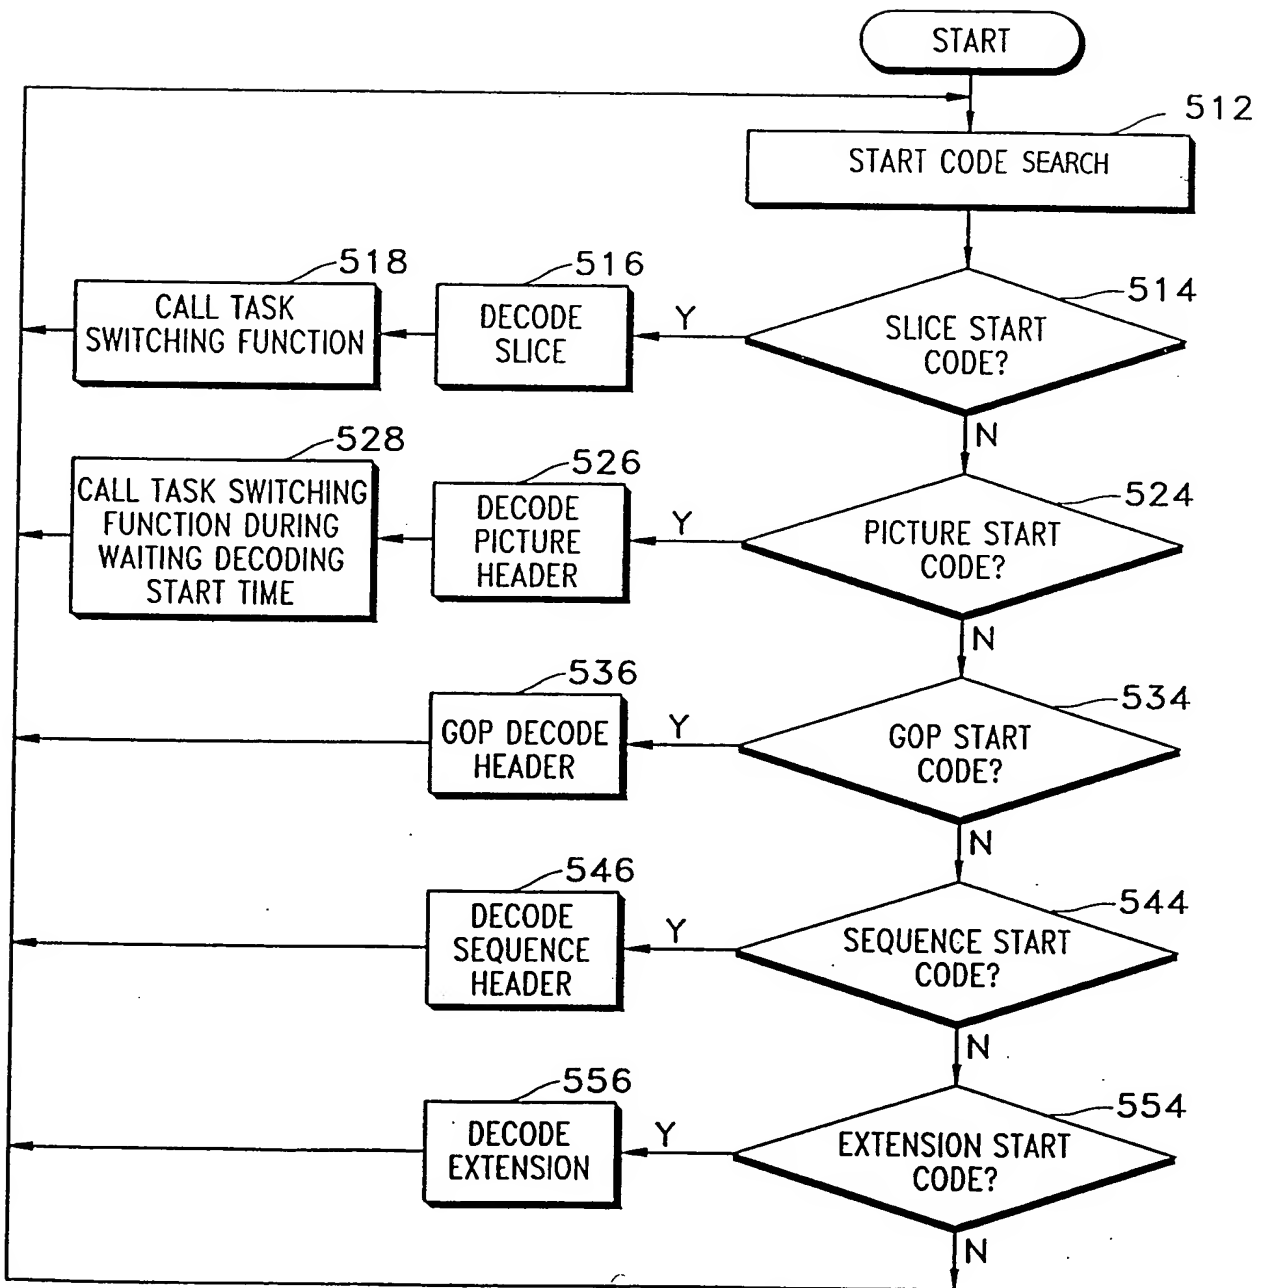 START
512
START CODE SEARCH
518
516
514
CALL TASK
SWITCHING FUNCTION
DECODE
SLICE
Y
SLICE START
CODE?
N
528
526
524
CALL TASK SWITCHING
FUNCTION DURING
WAITING DECODING
START TIME
DECODE
PICTURE
HEADER
Y
PICTURE START
CODE?
N
536
534
GOP DECODE
HEADER
Y
GOP START
CODE?
N
546
544
DECODE
SEQUENCE
HEADER
Y
SEQUENCE START
CODE?
N
556
554
DECODE
EXTENSION
Y
EXTENSION START
CODE?
N